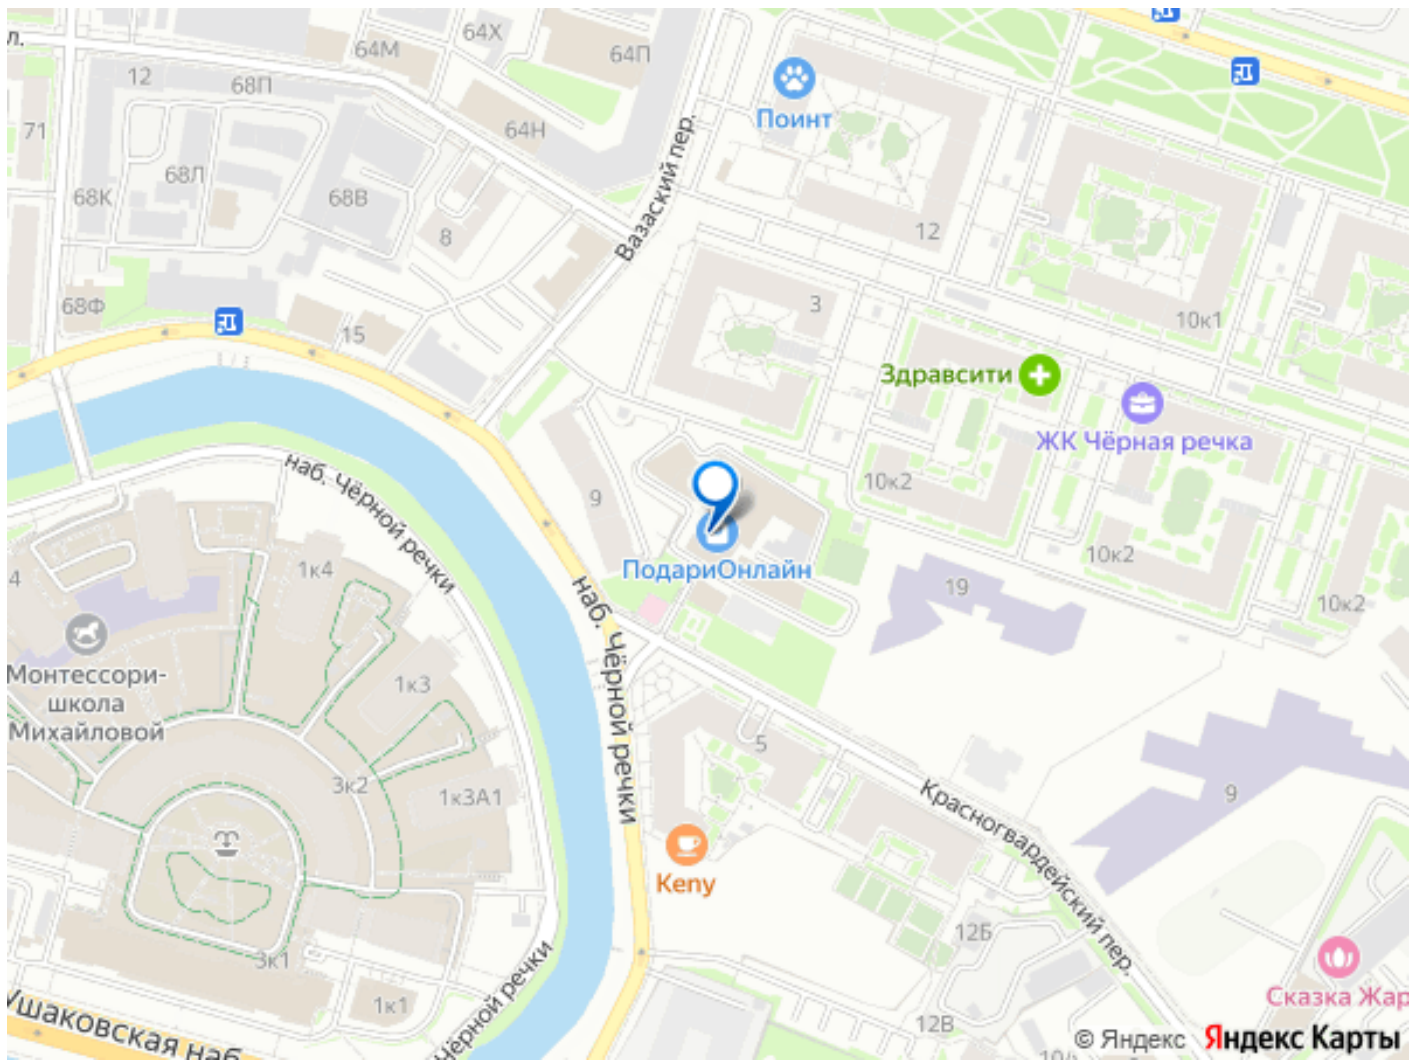 л.
64М
64Х
64П
12
68П
Поинт
71
64Н
68Л
68К
68В
Вазаский пер.
8
12
68Ф
15
3
10к1
Здравсити
ЖК Чёрная речка
наб. Чёрной речки
9
10к2
ПодариОнлайн
10к2
4
1к4
наб. Чёрной речки
19
10к2
Монтессори-
школа
Михайловой
1к3
5
3к2
1к3А1
Красногвардейский пер.
9
Keny
12Б
3к1
Сказка Жар
1к1
Чёрной речки
12В
Ушаковская наб
© Яндекс Яндекс Карты